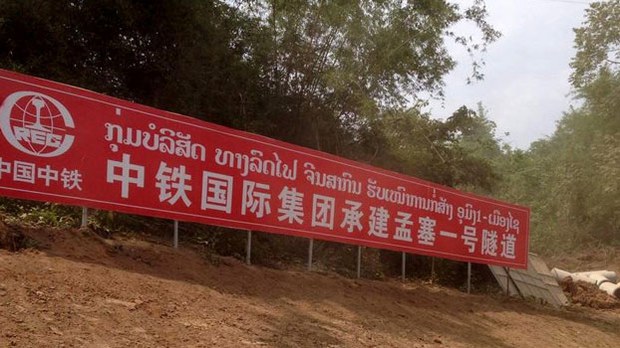 ກຸ່ມບໍລິສັດ ທາງລົດໄຟ ຈີນສາກົນ ຮັບເໝົາການກໍ່ສ້າງ ອຸມົງ1-ເມືອງໄຊ
CREC
中国中铁
中铁国际集团承建孟塞一号隧道